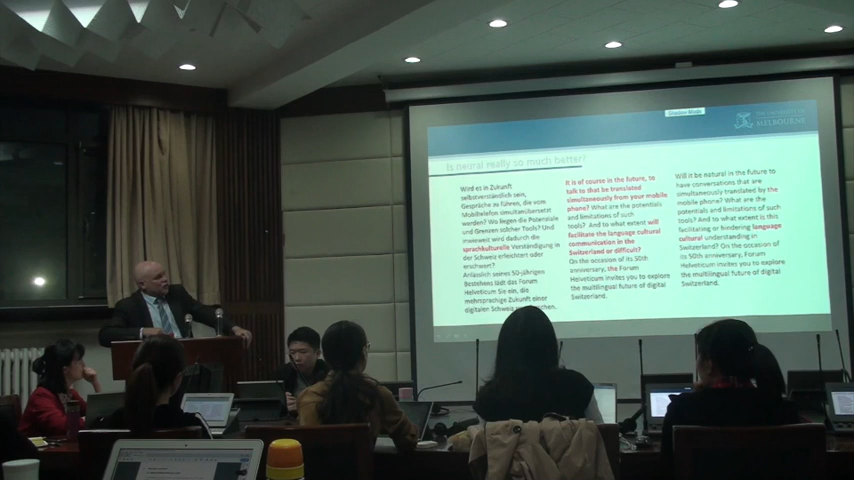 Shadow Mode
THE UNIVERSITY OF
MELBOURNE
Is neural really so much better?
Wird es in Zukunft
selbstverständlich sein,
Gespräche zu führen, die vom
Mobiltelefon simultanübersetzt
werden? Wo liegen die Potenziale
und Grenzen solcher Tools? Und
inwieweit wird dadurch die
sprachkulturelle Verständigung in
der Schweiz erleichtert oder
erschwert?
Anlässlich seines 50-jährigen
Bestehens lädt das Forum
Helveticum Sie ein, die
mehrsprachige Zukunft einer
digitalen Schweiz
It is of course in the future, to
talk to that be translated
simultaneously from your mobile
phone? What are the potentials
and limitations of such
tools? And to what extent will
facilitate the language cultural
communication in the
Switzerland or difficult?
On the occasion of its 50th
anniversary, the Forum
Helveticum invites you to explore
the multilingual future of digital
Switzerland.
Will it be natural in the future to
have conversations that are
simultaneously translated by the
mobile phone? What are the
potentials and limitations of such
tools? And to what extent is this
facilitating or hindering language
cultural understanding in
Switzerland? On the occasion of
its 50th anniversary, Forum
Helveticum invites you to explore
the multilingual future of digital
Switzerland.